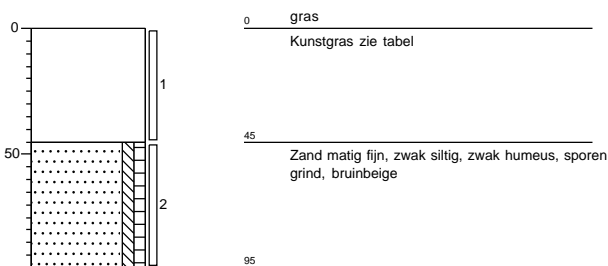 0
50
1
2
0 gras
Kunstgras zie tabel
45
Zand matig fijn, zwak siltig, zwak humeus, sporen
grind, bruinbeige
95